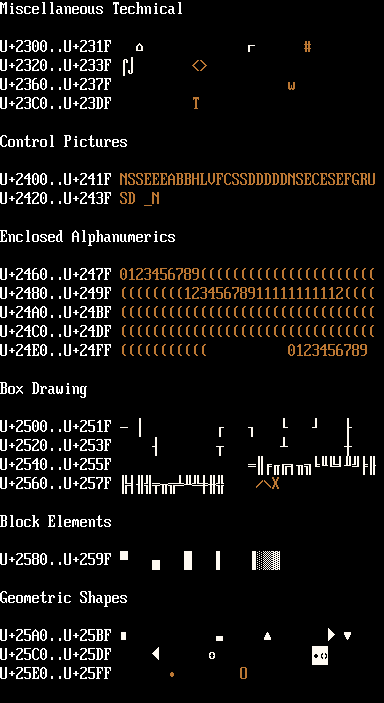 Miscellaneous Technical
U+2300..U+231F   ⌂             ⌐      #
U+2320..U+233F ⌠⌡       <>
U+2360..U+237F                      w
U+23C0..U+23DF          T
Control Pictures
U+2400..U+241F NSSEEEABBHLVFCSSDDDDDNSECESEFGRU
U+2420..U+243F SD _N
Enclosed Alphanumerics
U+2460..U+247F 0123456789((((((((((((((((((((((
U+2480..U+249F ((((((((12345678911111111112((((
U+24A0..U+24BF ((((((((((((((((((((((((((((((((
U+24C0..U+24DF ((((((((((((((((((((((((((((((((
U+24E0..U+24FF (((((((((((          0123456789
Box Drawing
U+2500..U+251F ─ │         ┌   ┐   └   ┘   ├
U+2520..U+253F     ┤       ┬       ┴       ┼
U+2540..U+255F                 ═║╒╓╔╕╖╗╘╙╚╛╜╝╞╟
U+2560..U+257F ╠╡╢╣╤╥╦╧╨╩╪╫╬    ╱╲X
Block Elements
U+2580..U+259F ▀   ▄   █   ▌   ▐░▒▓
Geometric Shapes
U+25A0..U+25BF ■           ▬     ▲       ► ▼
U+25C0..U+25DF     ◄      ○            ◘◙
U+25E0..U+25FF       •        O